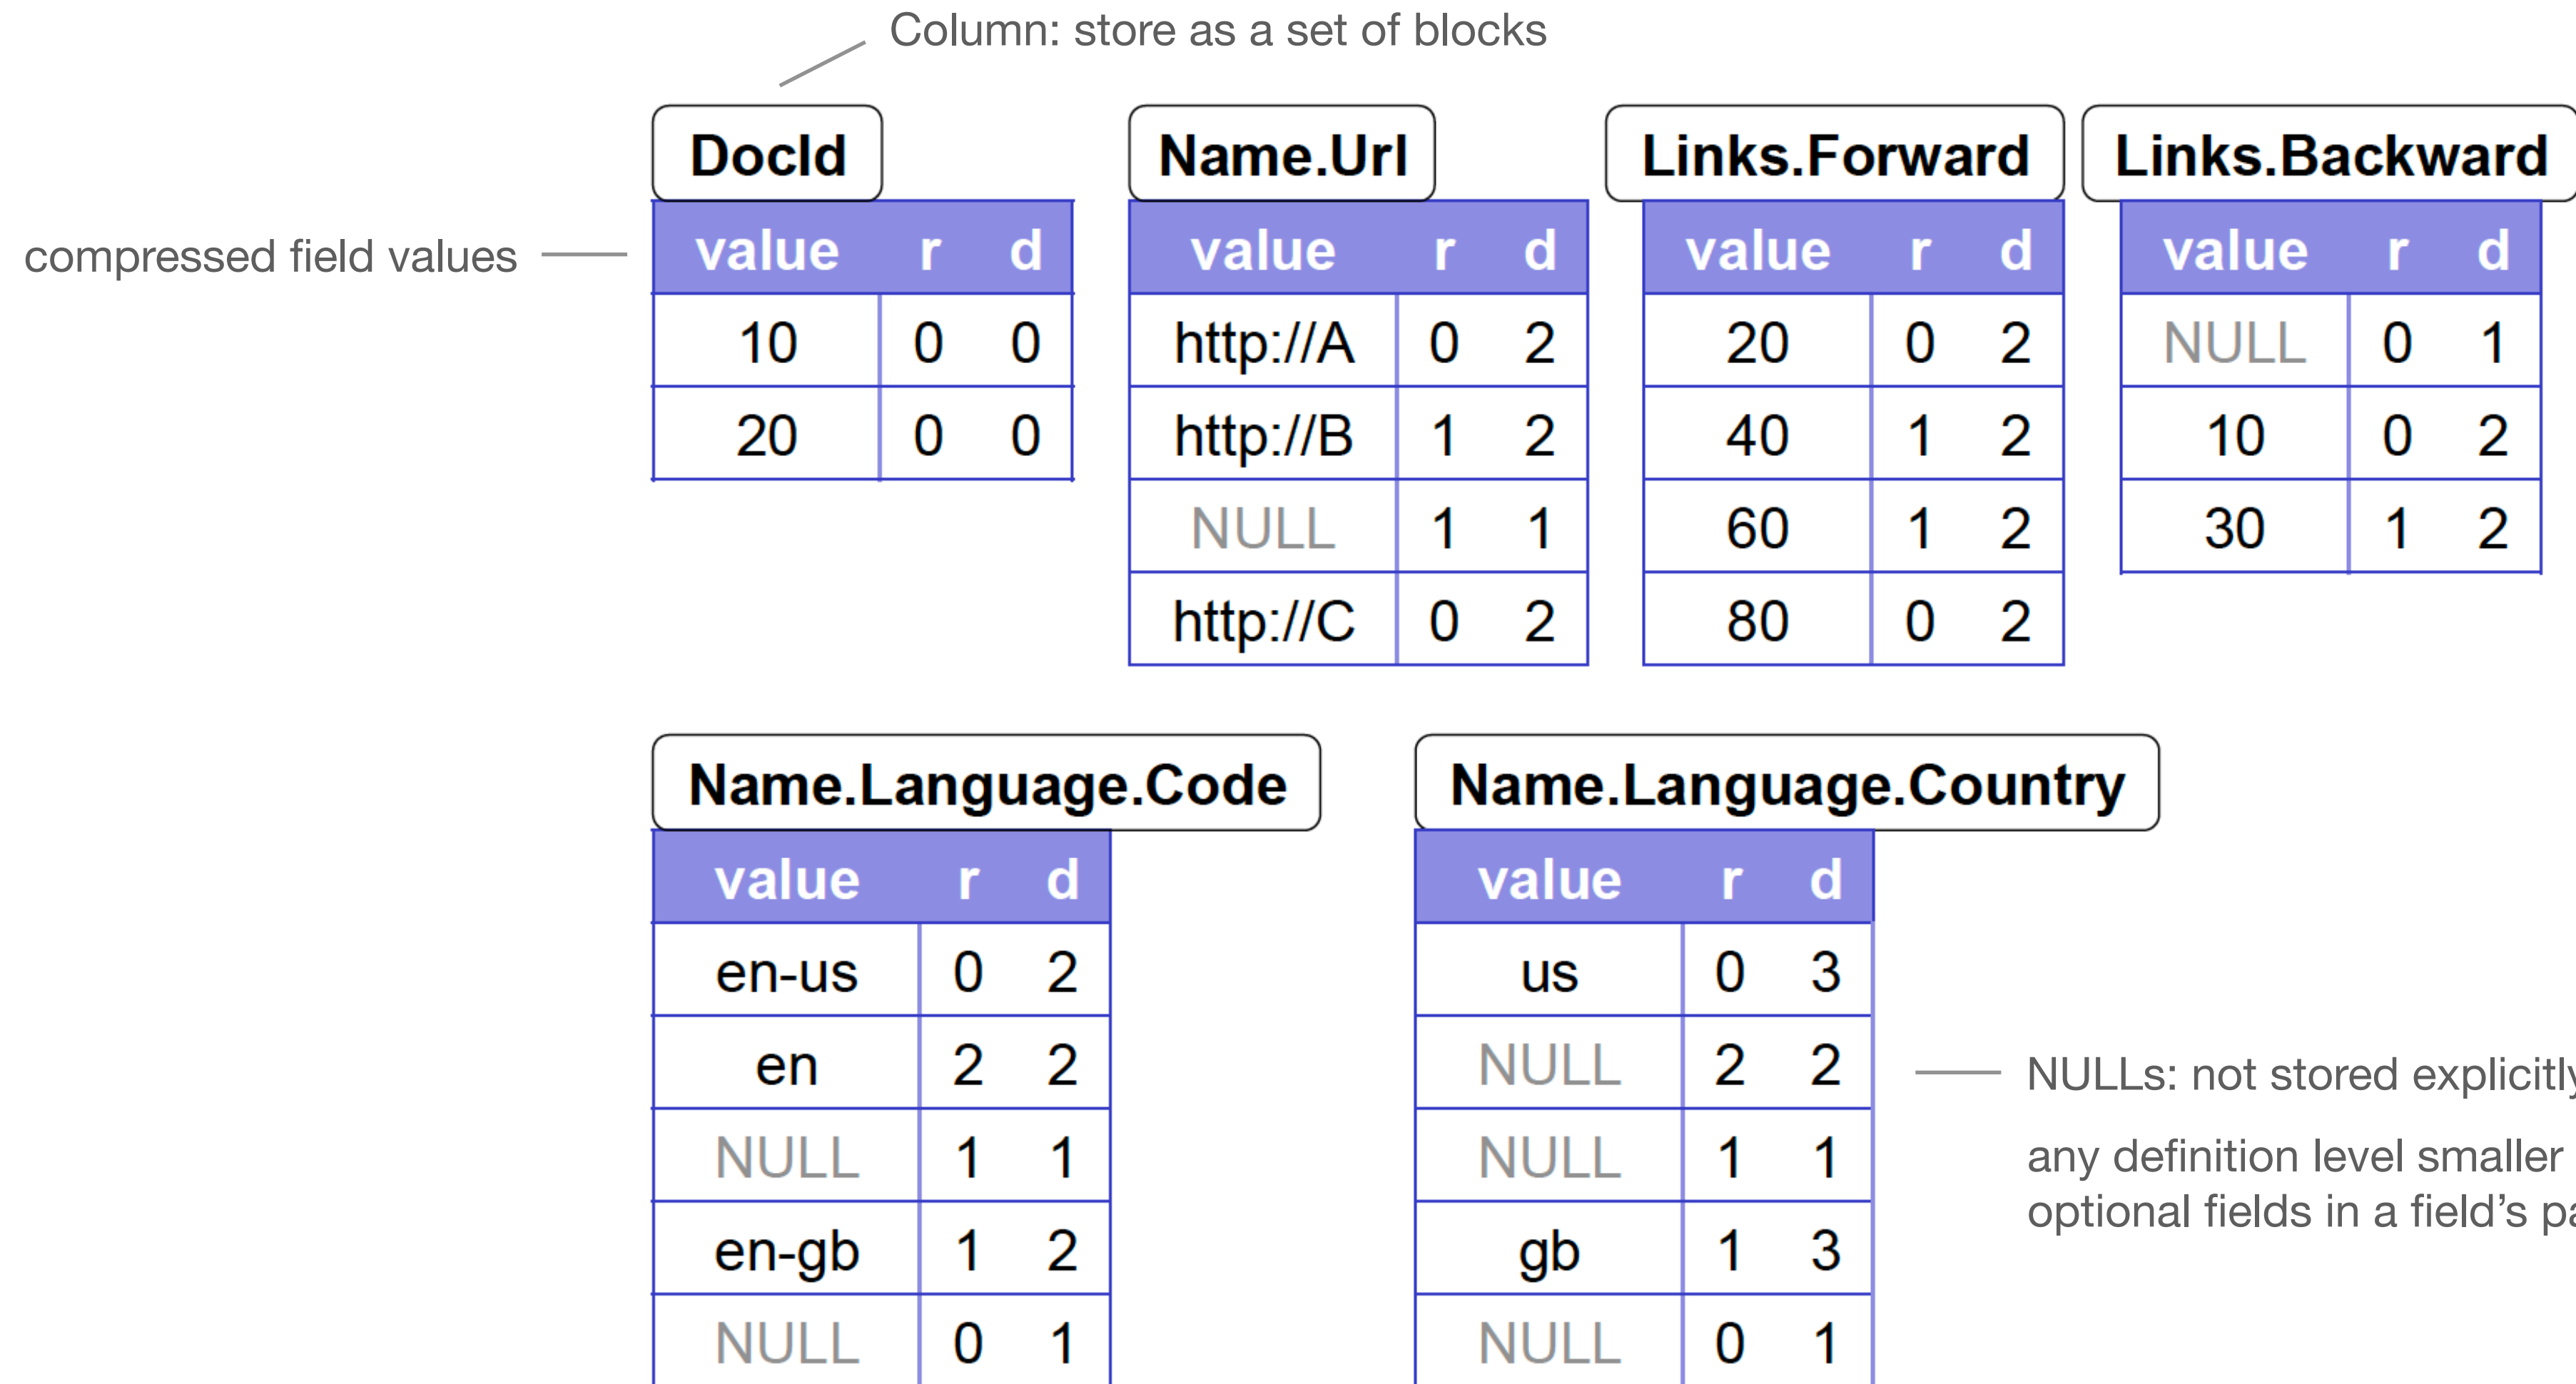 Column: store as a set of blocks
DocId
Name.Url
Links.Forward
Links.Backward
compressed field values
value r d
10 0 0
20 0 0
value r d
http://A 0 2
http://B 1 2
NULL 1 1
http://C 0 2
value r d
20 0 2
40 1 2
60 1 2
80 0 2
value r d
NULL 0 1
10 0 2
30 1 2
Name.Language.Code
value r d
en-us 0 2
en 2 2
NULL 1 1
en-gb 1 2
NULL 0 1
Name.Language.Country
value r d
us 0 3
NULL 2 2
NULL 1 1
gb 1 3
NULL 0 1
NULLs: not stored explicitly
any definition level smaller
optional fields in a field's